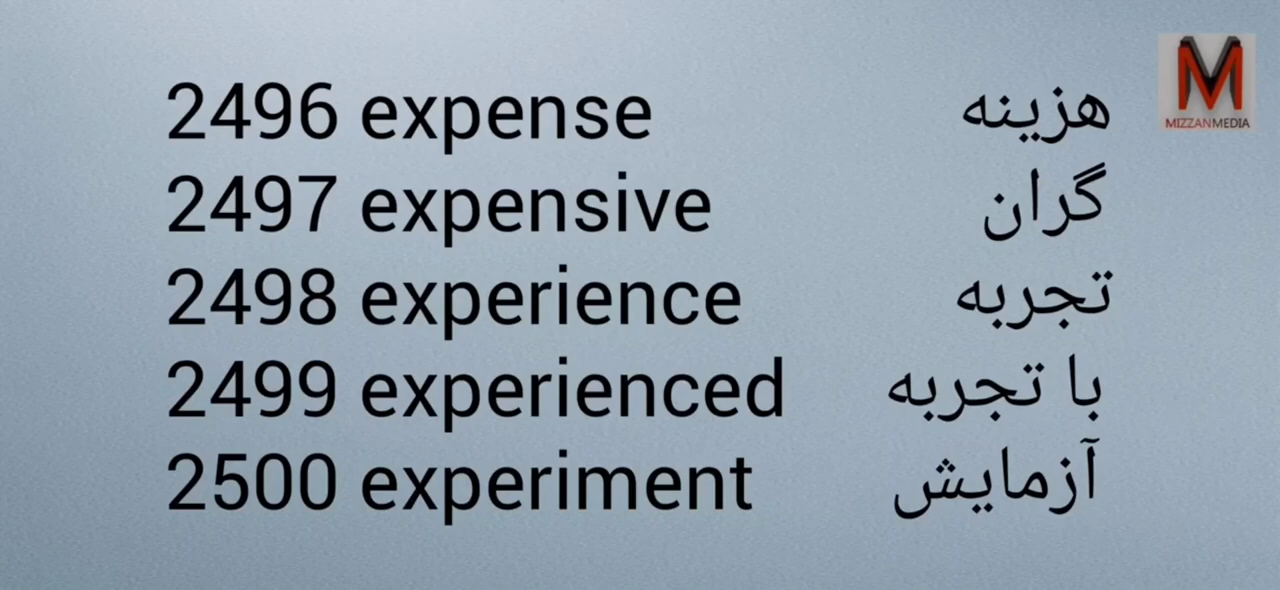 2496 expense هزینه
2497 expensive گران
2498 experience تجربه
2499 experienced با تجربه
2500 experiment آزمایش
MIZZANMEDIA